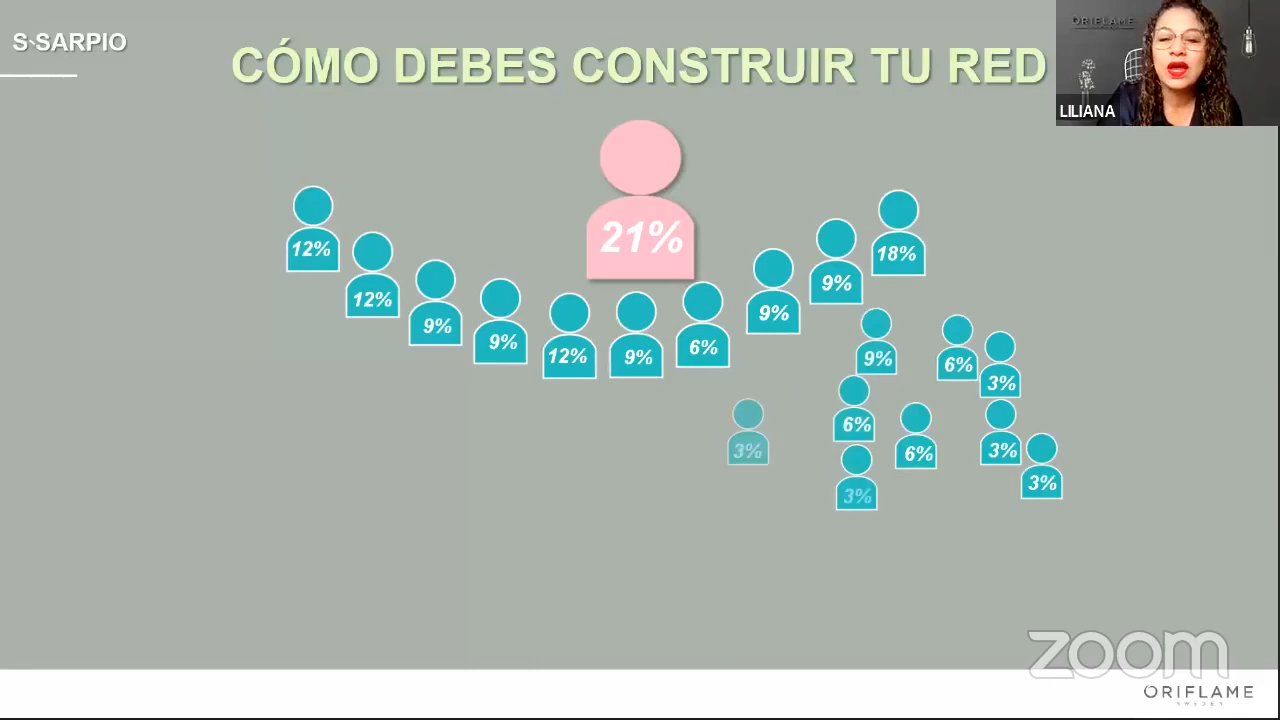 S·SARPIO
CÓMO DEBES CONSTRUIR TU RED
ORIFLAME
LILIANA
21%
12%
12%
9%
9%
12%
9%
6%
9%
9%
18%
9%
6%
3%
6%
6%
3%
3%
3%
3%
zoom
ORIFLAME
SWEDEN